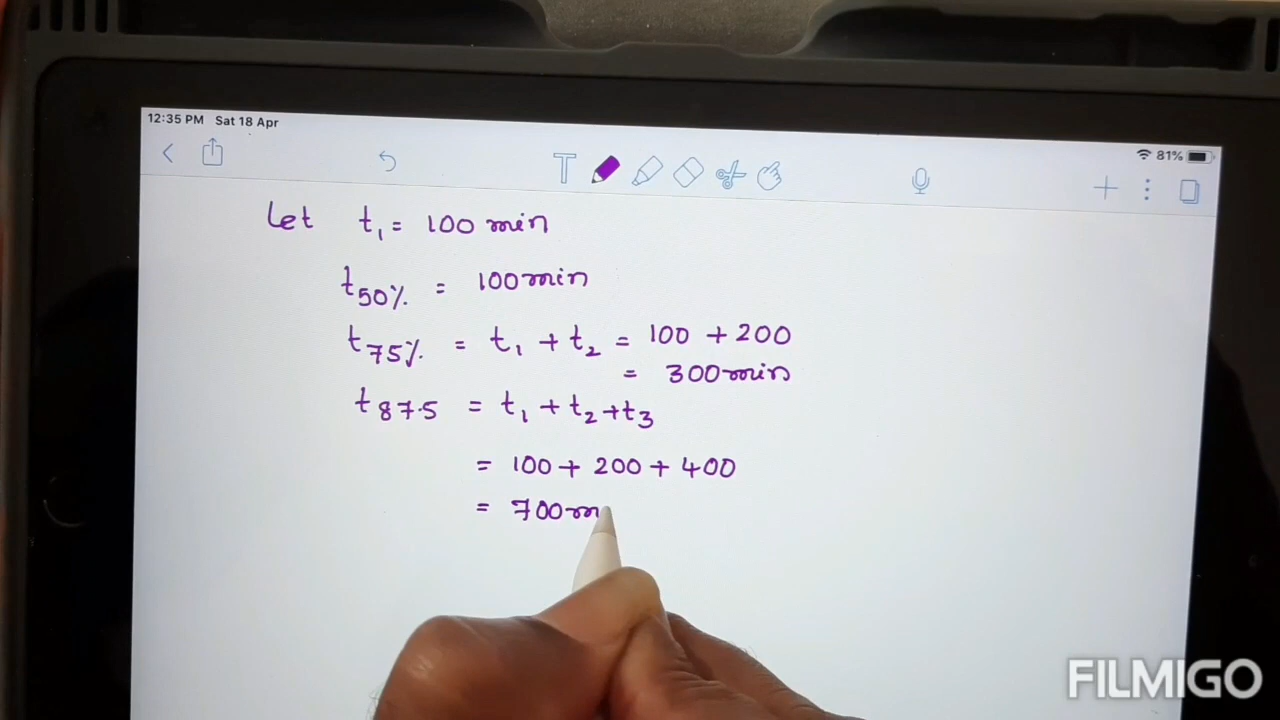 12:35 PM Sat 18 Apr
81%
T
Let t₁ = 100 min
t50% = 100 min
t75% = t₁ + t₂ = 100 + 200
= 300 min
t87.5 = t₁ + t₂ + t₃
= 100 + 200 + 400
= 700 m
FILMIGO